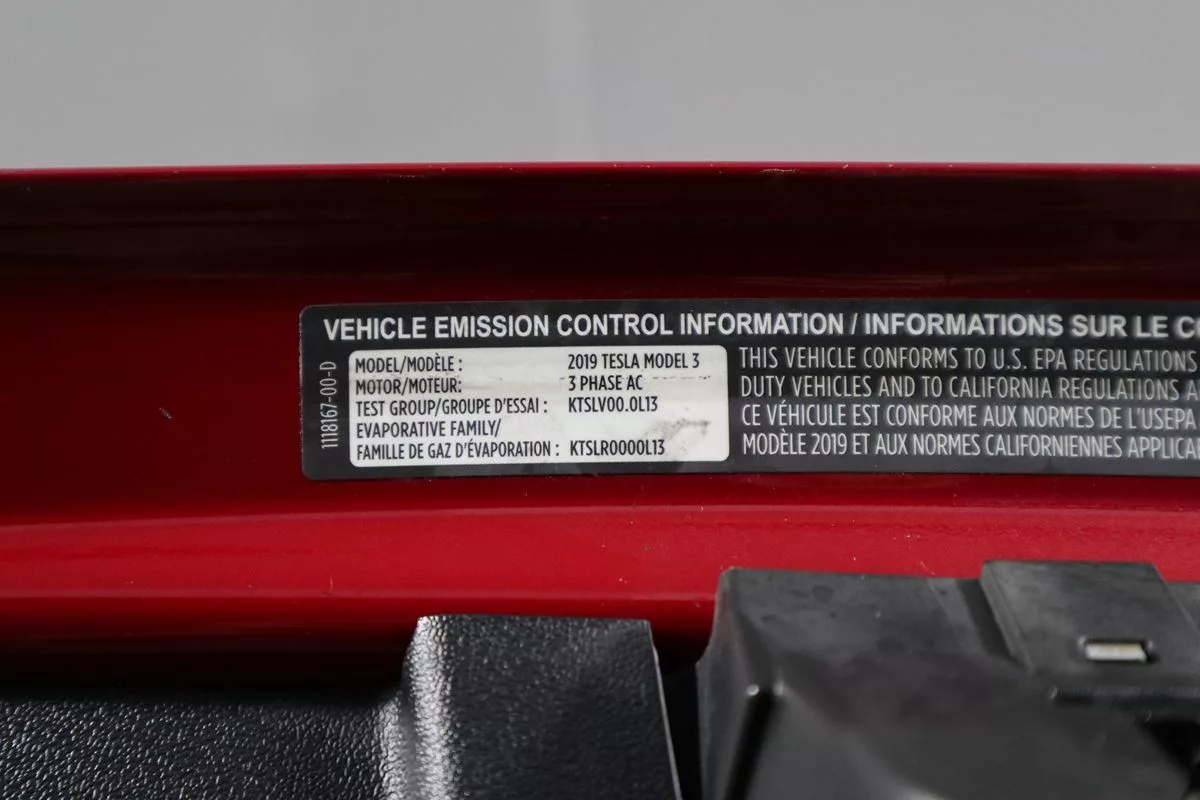 VEHICLE EMISSION CONTROL INFORMATION / INFORMATIONS SUR LE
1118167-00-D
MODEL/MODÈLE : 2019 TESLA MODEL 3
MOTOR/MOTEUR: 3 PHASE AC
TEST GROUP/GROUPE D'ESSAI : KTSLV00.0L13
EVAPORATIVE FAMILY/
FAMILLE DE GAZ D'ÉVAPORATION : KTSLR0000L13
THIS VEHICLE CONFORMS TO U.S. EPA REGULATIONS
DUTY VEHICLES AND TO CALIFORNIA REGULATIONS
CE VÉHICULE EST CONFORME AUX NORMES DE L'USEPA
MODÈLE 2019 ET AUX NORMES CALIFORNIENNES